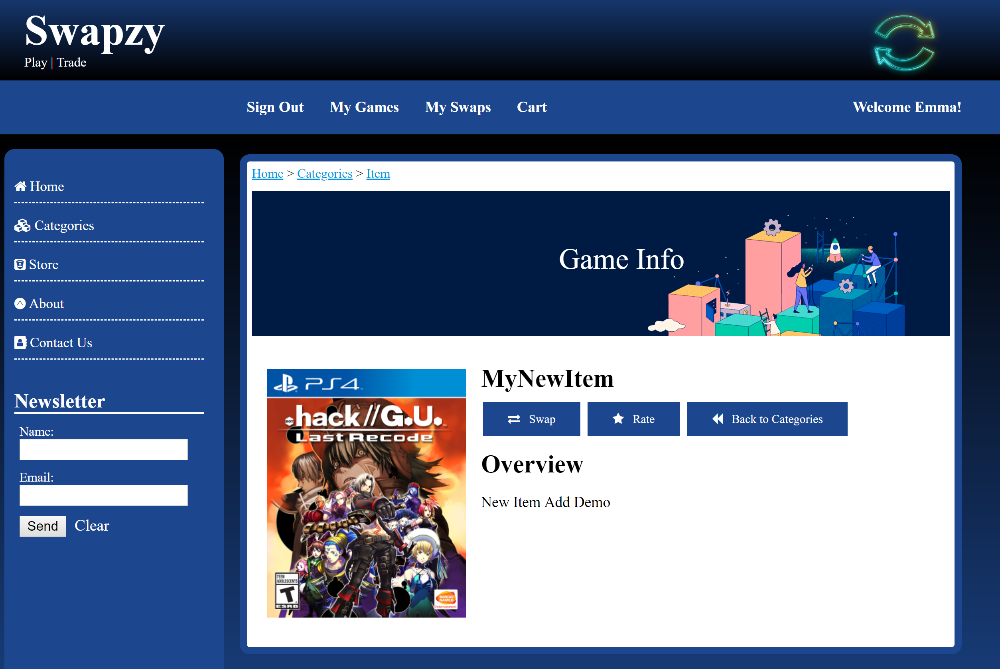 Swapzy
Play | Trade
Sign Out My Games My Swaps Cart Welcome Emma!
Home
Categories
Store
About
Contact Us
Newsletter
Name:
Email:
Send Clear
Home > Categories > Item
Game Info
PS4
.hack//G.U.
DOT
Last Recode
TEEN
ADOLESCENTS
T
ESRB
BANDAI
NAMCO
Entertainment
MyNewItem
Swap Rate Back to Categories
Overview
New Item Add Demo